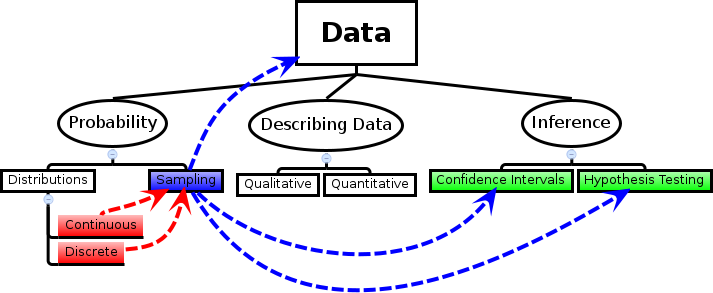 Data
Probability
Describing Data
Inference
Distributions
Sampling
Qualitative
Quantitative
Confidence Intervals
Hypothesis Testing
Continuous
Discrete